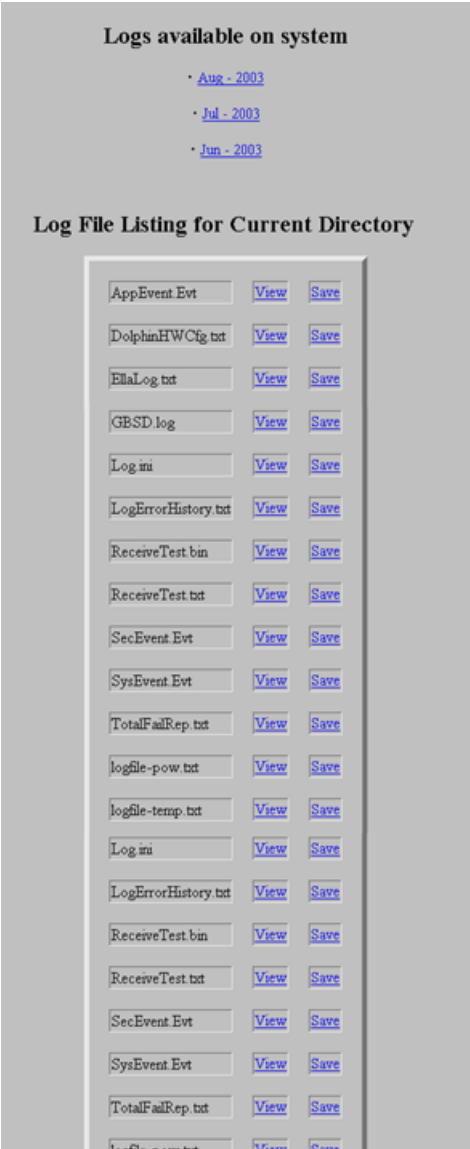 Logs available on system
• Aug - 2003
• Jul - 2003
• Jun - 2003
Log File Listing for Current Directory
AppEvent.Evt View Save
DolphinHWCfg.txt View Save
EllaLog.txt View Save
GBSD.log View Save
Log.ini View Save
LogErrorHistory.txt View Save
ReceiveTest.bin View Save
ReceiveTest.txt View Save
SecEvent.Evt View Save
SysEvent.Evt View Save
TotalFailRep.txt View Save
logfile-pow.txt View Save
logfile-temp.txt View Save
Log.ini View Save
LogErrorHistory.txt View Save
ReceiveTest.bin View Save
ReceiveTest.txt View Save
SecEvent.Evt View Save
SysEvent.Evt View Save
TotalFailRep.txt View Save